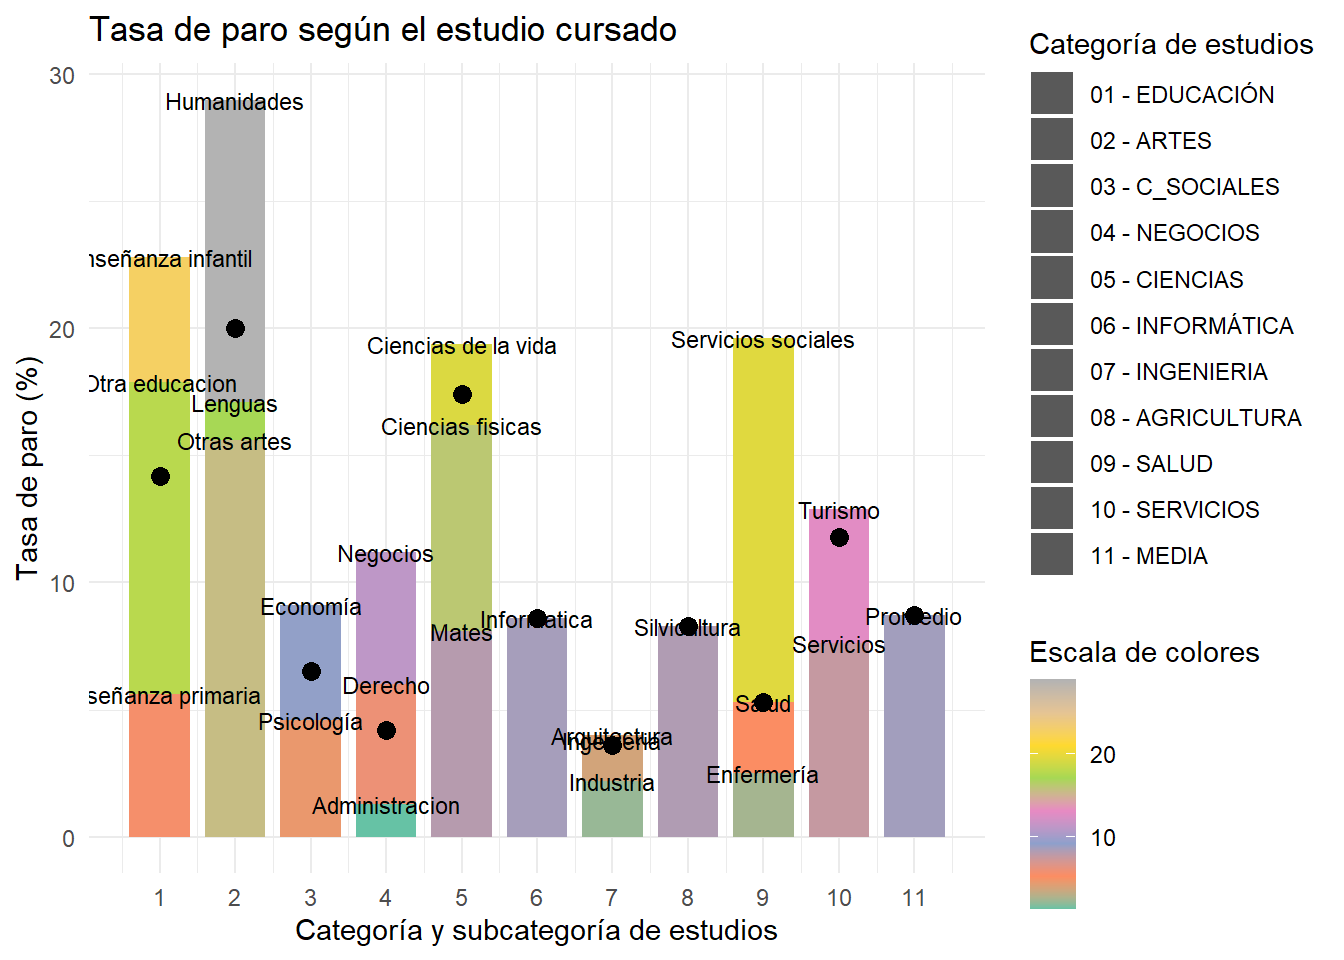 Tasa de paro según el estudio cursado
Tasa de paro (%)
30
20
10
0
Humanidades
nseñanza infantil
Otra educacion
Lenguas
Otras artes
señanza primaria
Economía
Psicología
Negocios
Derecho
Administracion
Ciencias de la vida
Ciencias fisicas
Mates
Informatica
Arquitectura
Ingenieria
Industria
Silvicultura
Servicios sociales
Salud
Enfermería
Turismo
Servicios
Promedio
1 2 3 4 5 6 7 8 9 10 11
Categoría y subcategoría de estudios
Categoría de estudios
01 - EDUCACIÓN
02 - ARTES
03 - C_SOCIALES
04 - NEGOCIOS
05 - CIENCIAS
06 - INFORMÁTICA
07 - INGENIERIA
08 - AGRICULTURA
09 - SALUD
10 - SERVICIOS
11 - MEDIA
Escala de colores
20
10